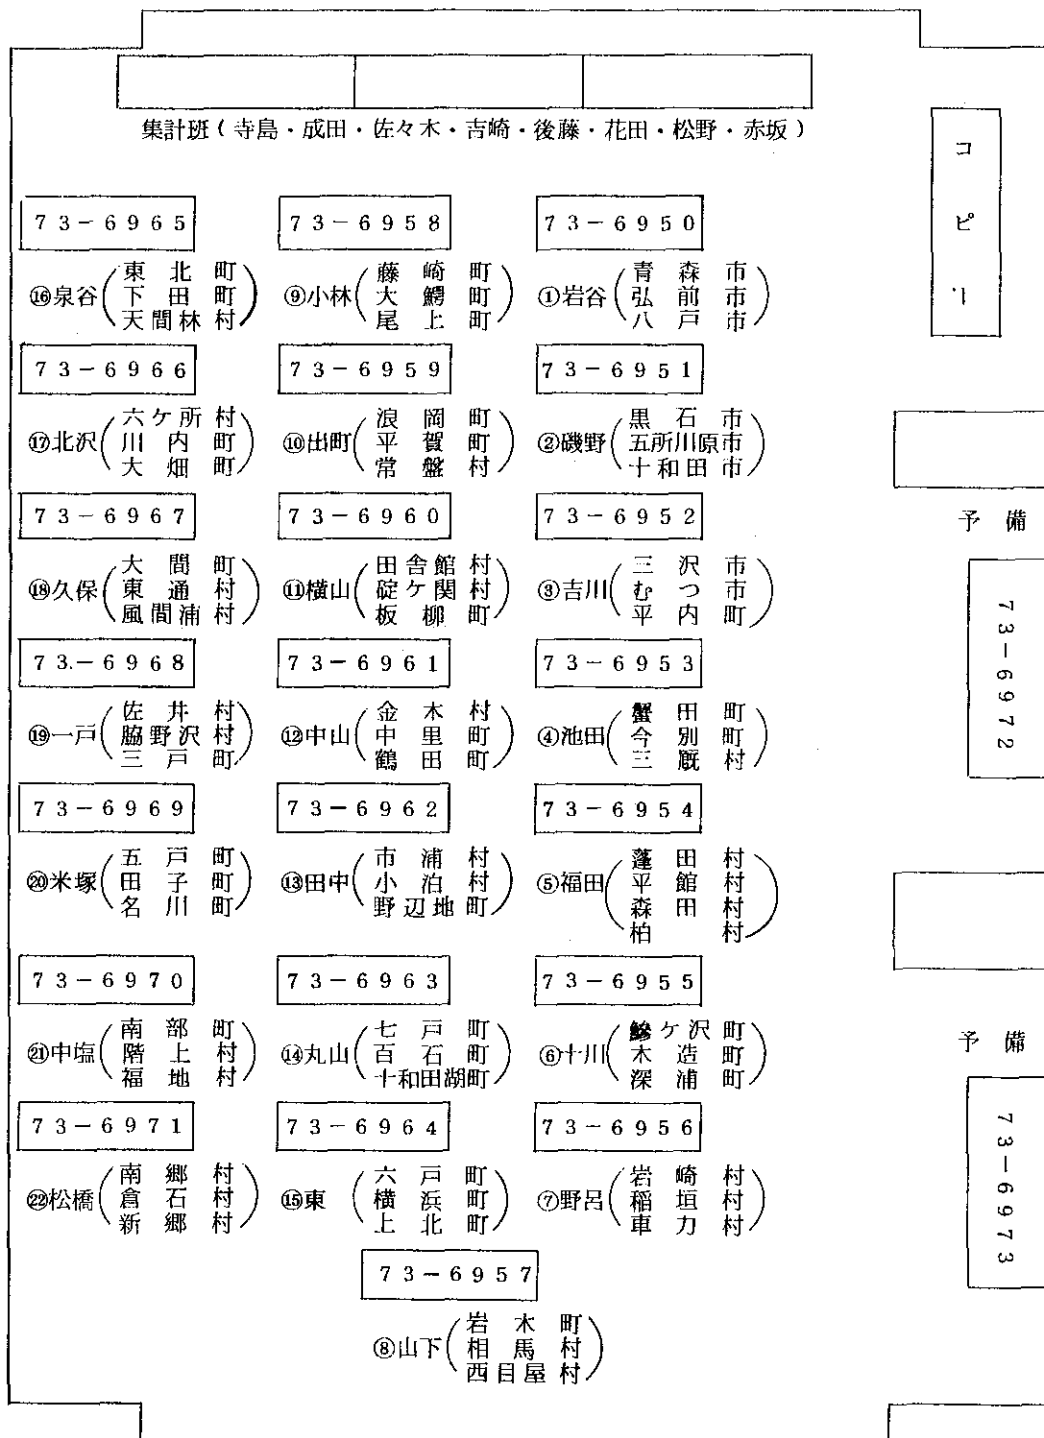 集計班(寺島・成田・佐々木・吉崎・後藤・花田・松野・赤坂)
コピー
73-6965
⑯泉谷(東北町
下田町
天間林村)
73-6958
⑨小林(藤崎町
大鰐町
尾上町)
73-6950
①岩谷(青森市
弘前市
八戸市)
73-6966
⑰北沢(六ケ所村
川内町
大畑町)
73-6959
⑩出町(浪岡町
平賀町
常盤村)
73-6951
②磯野(黒石市
五所川原市
十和田市)
73-6967
⑱久保(大間町
東通村
風間浦村)
73-6960
⑪横山(田舎館村
碇ケ関村
板柳町)
73-6952
③吉川(三沢市
むつ市
平内町)
予備
73-6972
73-6968
⑲一戸(佐井村
脇野沢村
三戸町)
73-6961
⑫中山(金木村
中里町
鶴田町)
73-6953
④池田(蟹田町
今別町
三厩村)
73-6969
⑳米塚(五戸町
田子町
名川町)
73-6962
⑬田中(市浦村
小泊村
野辺地町)
73-6954
⑤福田(蓬田村
平館村
森田村
柏村)
73-6970
㉑中塩(南部町
階上村
福地村)
73-6963
⑭丸山(七戸町
百石町
十和田湖町)
73-6955
⑥十川(鰺ケ沢町
木造町
深浦町)
予備
73-6973
73-6971
㉒松橋(南郷村
倉石村
新郷村)
73-6964
⑮東(六戸町
横浜町
上北町)
73-6956
⑦野呂(岩崎村
稲垣村
車力村)
73-6957
⑧山下(岩木町
相馬村
西目屋村)